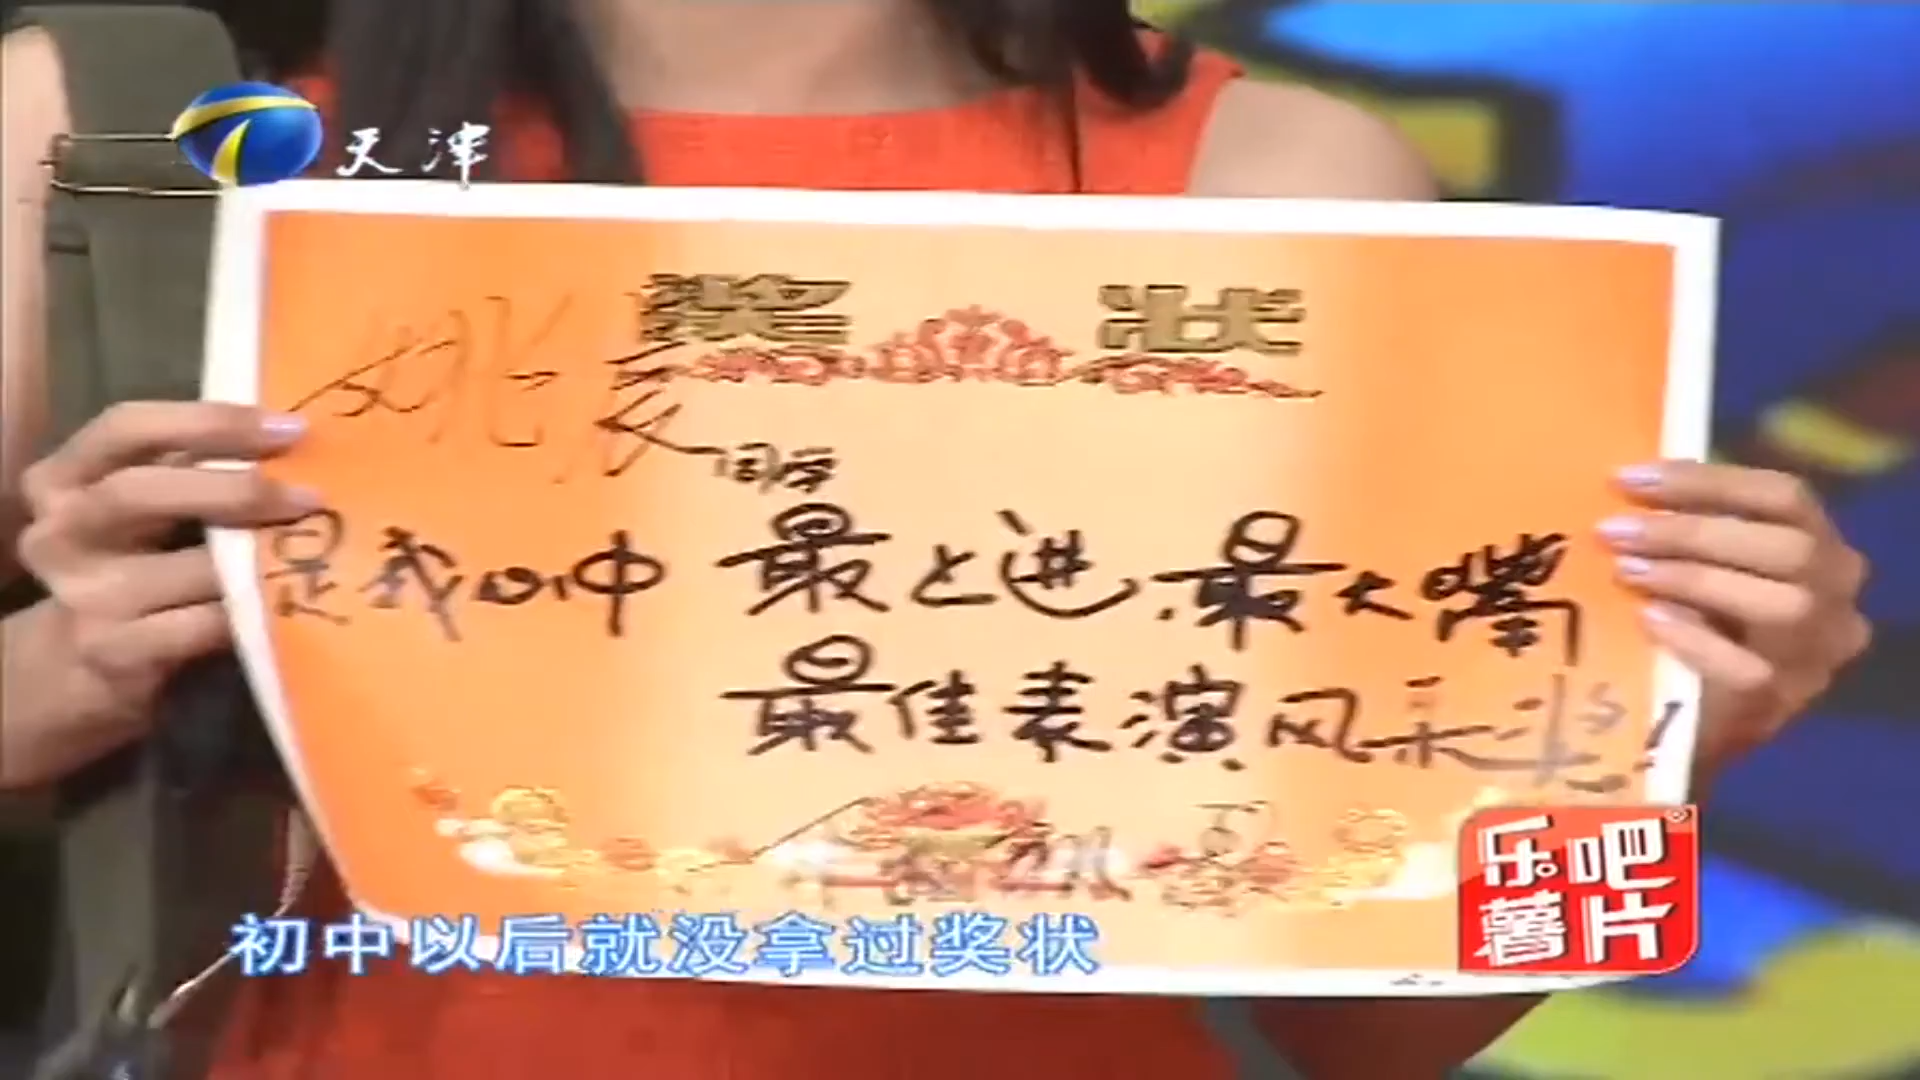 天津
奖状
姚 同学
是我心中 最上进 最大嘴
最佳表演风采奖!
初中以后就没拿过奖状
乐吧
薯片